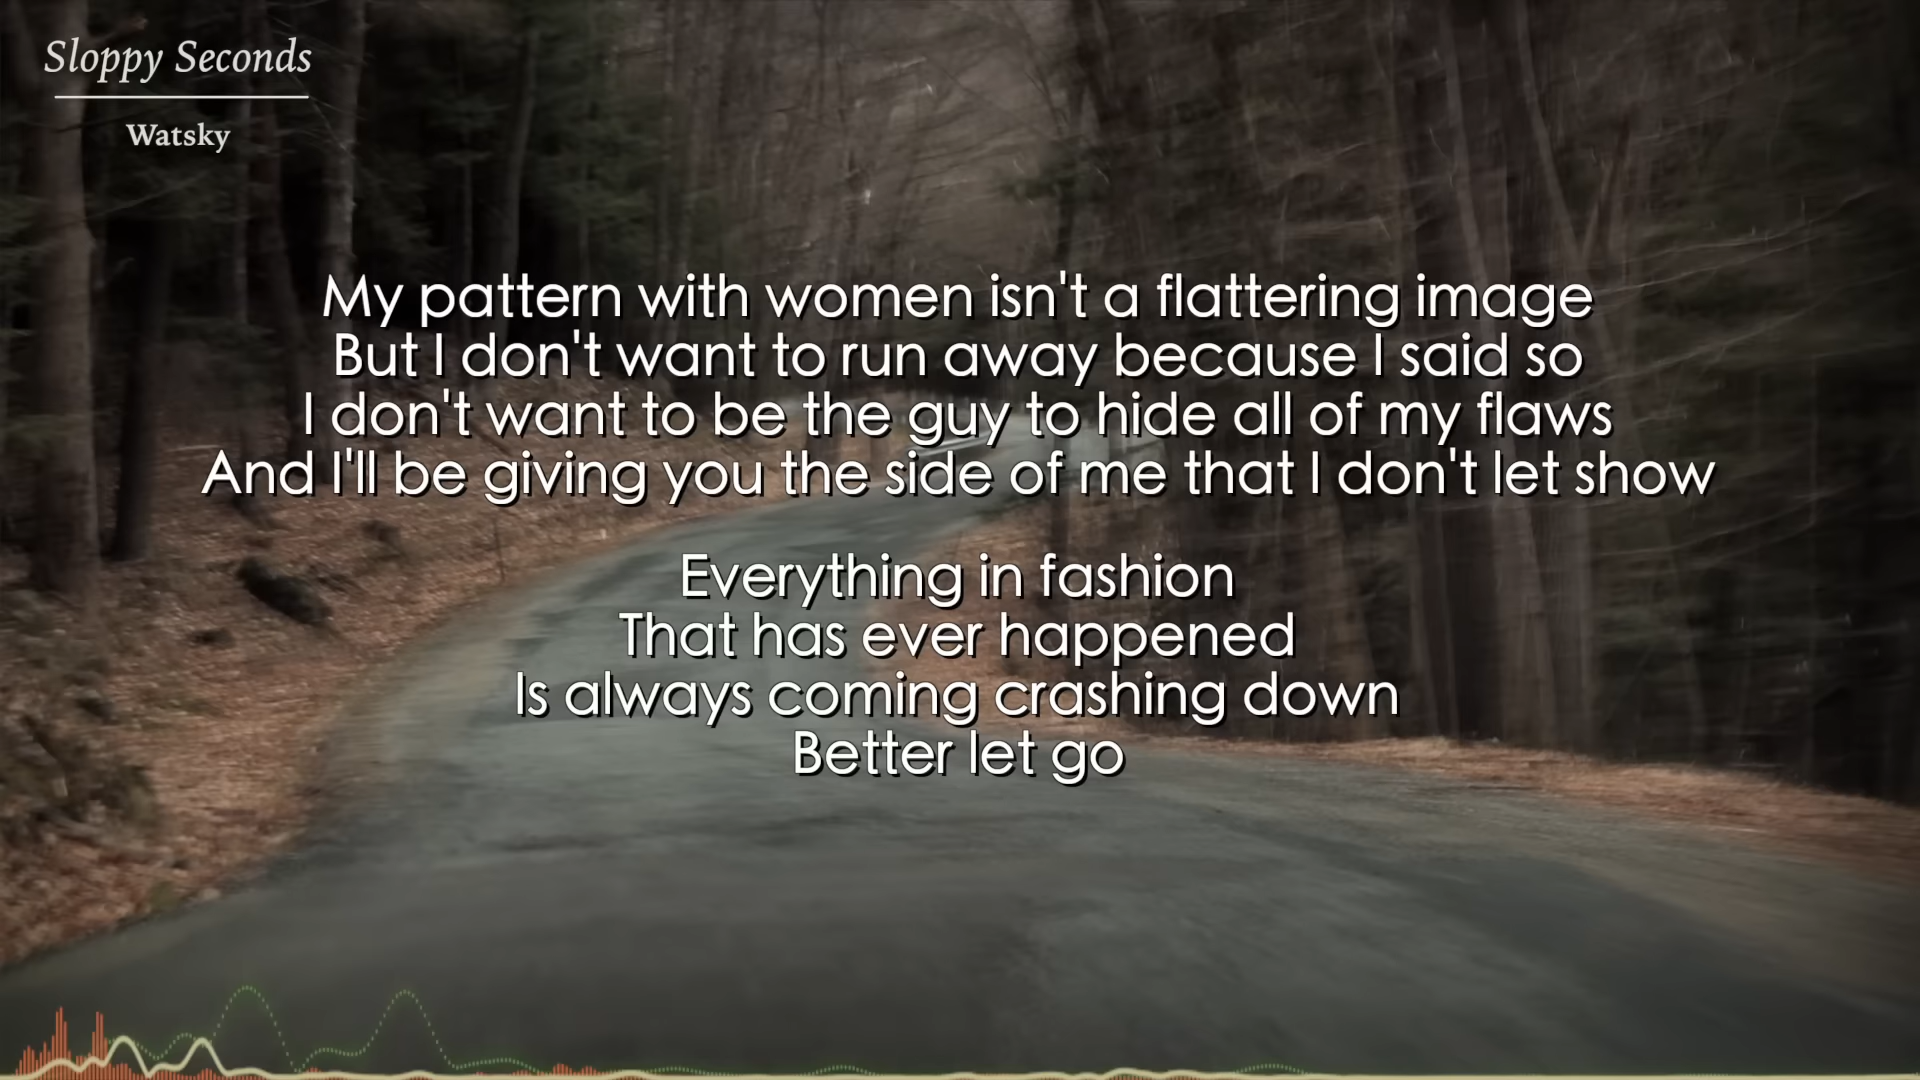 Sloppy Seconds
Watsky
My pattern with women isn't a flattering image
But I don't want to run away because I said so
I don't want to be the guy to hide all of my flaws
And I'll be giving you the side of me that I don't let show
Everything in fashion
That has ever happened
Is always coming crashing down
Better let go